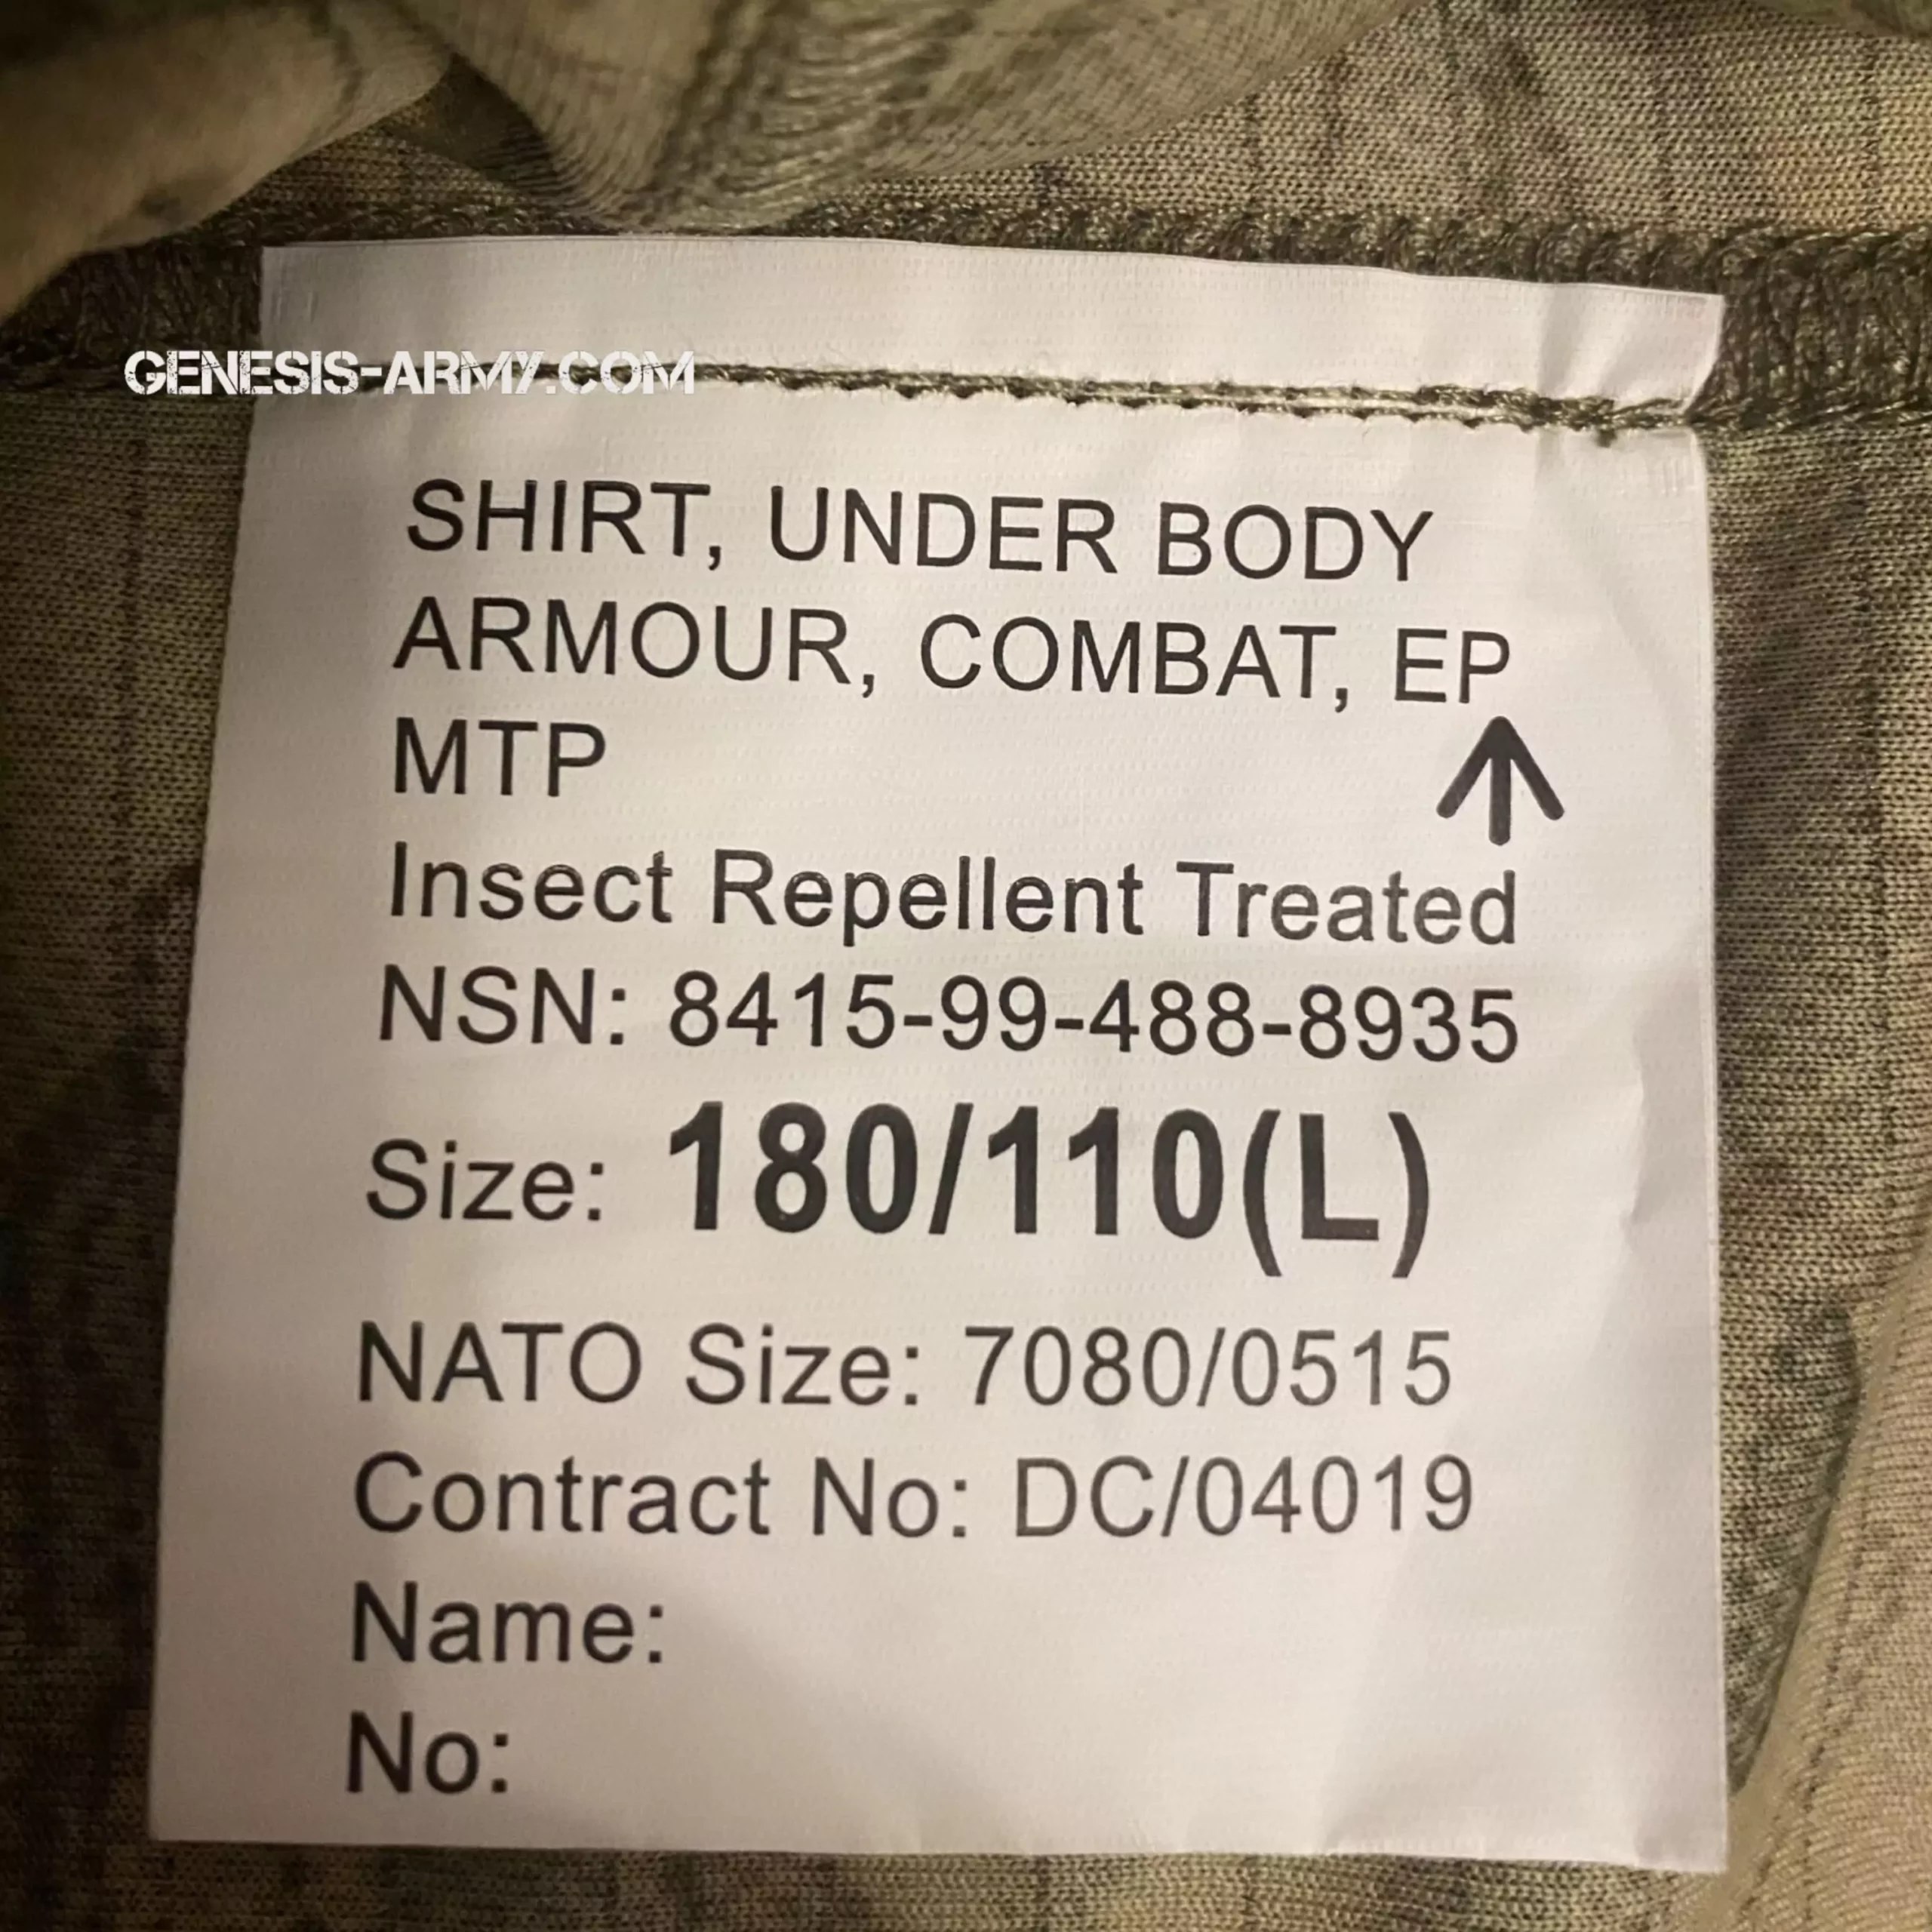 GENESIS-ARMY.COM
SHIRT, UNDER BODY
ARMOUR, COMBAT, EP
MTP
Insect Repellent Treated
NSN: 8415-99-488-8935
Size: 180/110(L)
NATO Size: 7080/0515
Contract No: DC/04019
Name:
No: